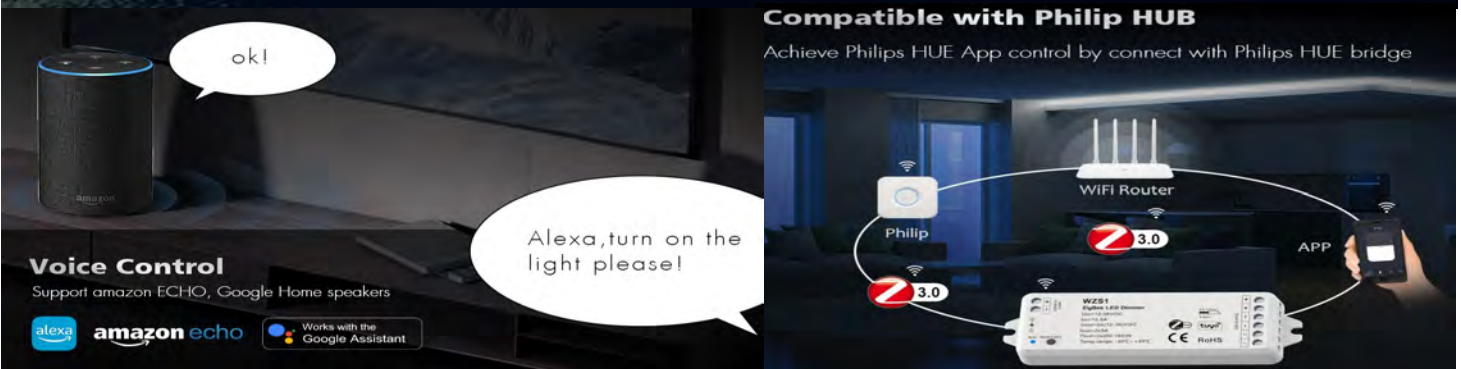 ok!
amazon
Alexa,turn on the
light please!
Voice Control
Support amazon ECHO, Google Home speakers
alexa
amazon echo
Works with the
Google Assistant
Compatible with Philip HUB
Achieve Philips HUE App control by connect with Philips HUE bridge
WiFi Router
Philip
3.0
APP
3.0
WZS1
ZigBee LED Dimmer
tuya
CE RoHS